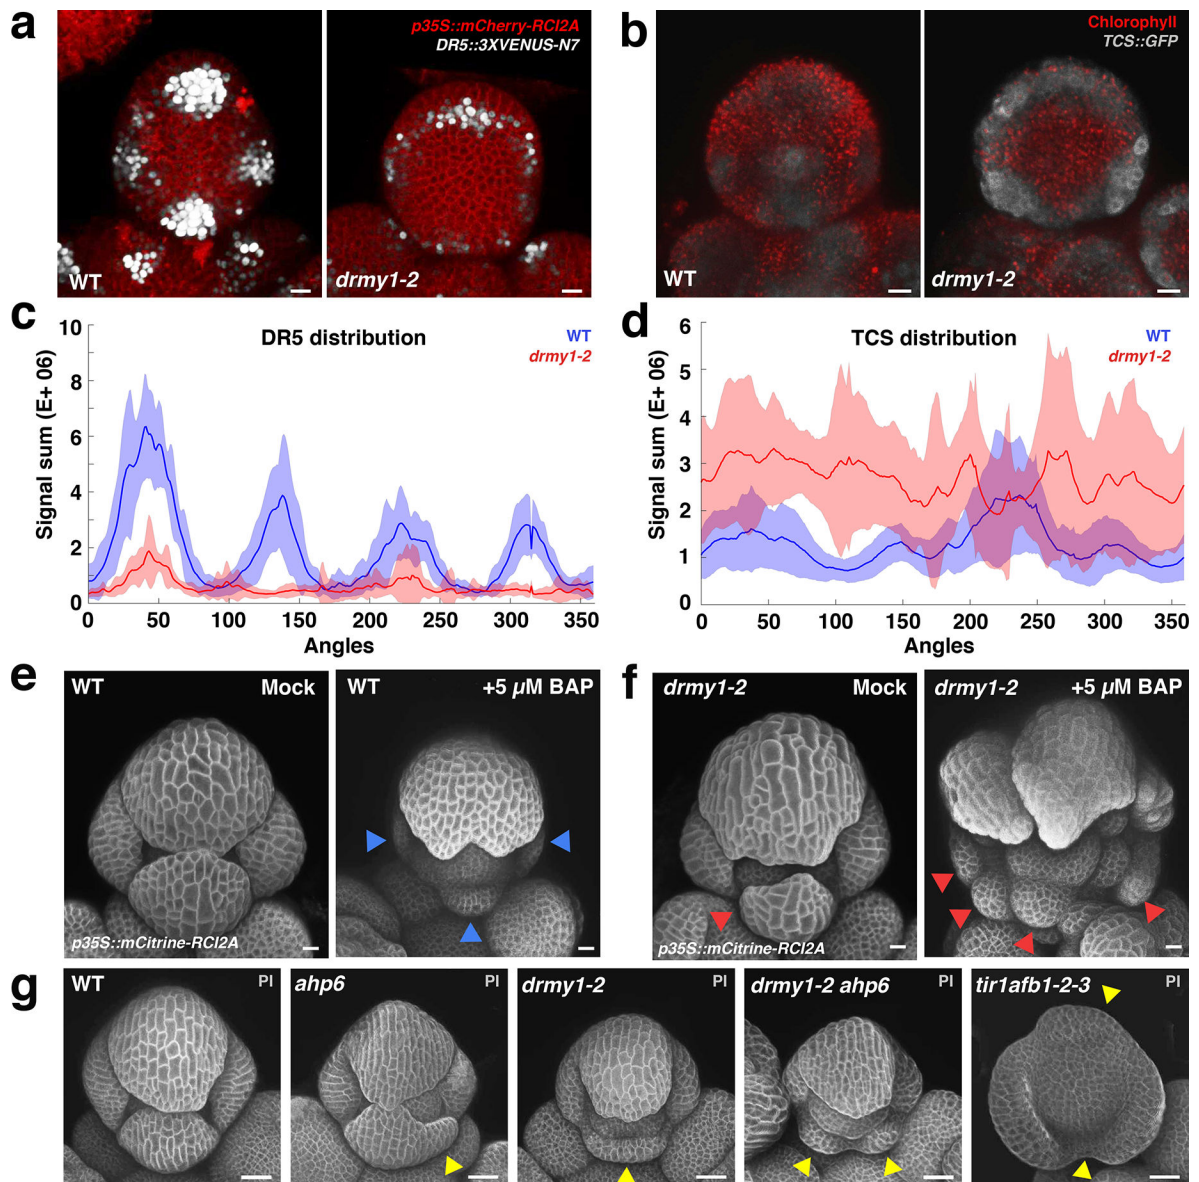 a
p35S::mCherry-RCI2A
DR5::3XVENUS-N7
WT
drmy1-2
b
Chlorophyll
TCS::GFP
WT
drmy1-2
c
DR5 distribution
WT
drmy1-2
Signal sum (E+ 06)
10
8
6
4
2
0
0 50 100 150 200 250 300 350
Angles
d
TCS distribution
WT
drmy1-2
Signal sum (E+ 06)
6
5
4
3
2
1
0
0 50 100 150 200 250 300 350
Angles
e
WT Mock
p35S::mCitrine-RCI2A
WT +5 µM BAP
f
drmy1-2 Mock
p35S::mCitrine-RCI2A
drmy1-2 +5 µM BAP
g
WT PI
ahp6 PI
drmy1-2 PI
drmy1-2 ahp6 PI
tir1afb1-2-3 PI